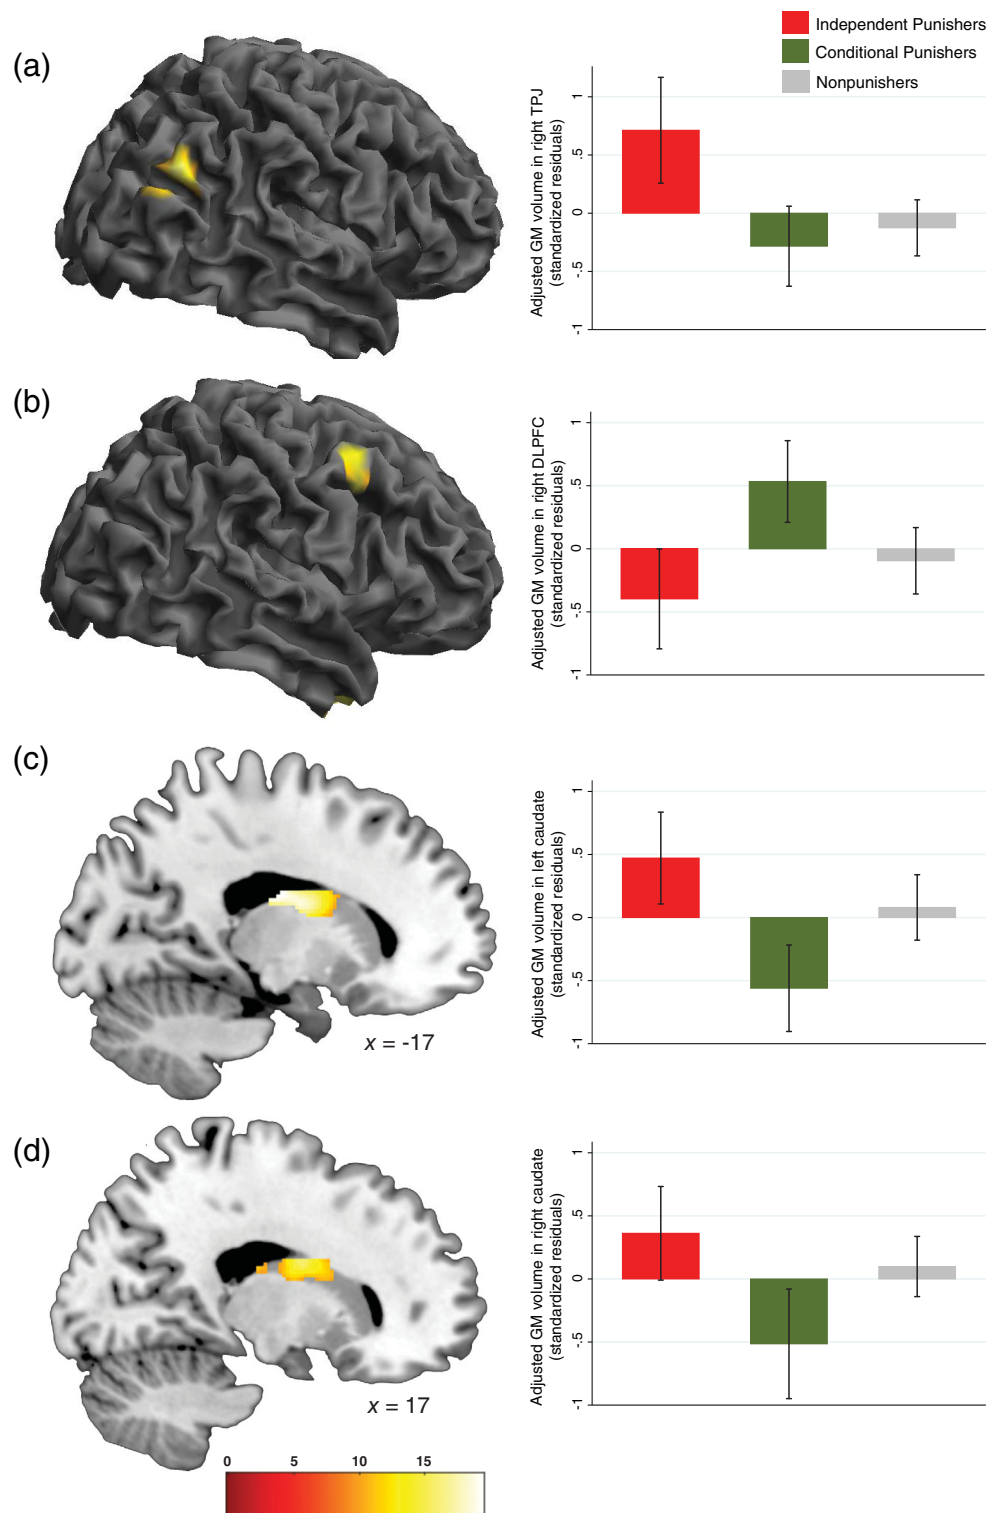 Independent Punishers
Conditional Punishers
Nonpunishers
(a)
Adjusted GM volume in right TPJ
(standardized residuals)
1
.5
0
-.5
-1
(b)
Adjusted GM volume in right DLPFC
(standardized residuals)
1
.5
0
-.5
-1
(c)
x = -17
Adjusted GM volume in left caudate
(standardized residuals)
1
.5
0
-.5
-1
(d)
x = 17
Adjusted GM volume in right caudate
(standardized residuals)
1
.5
0
-.5
-1
0 5 10 15